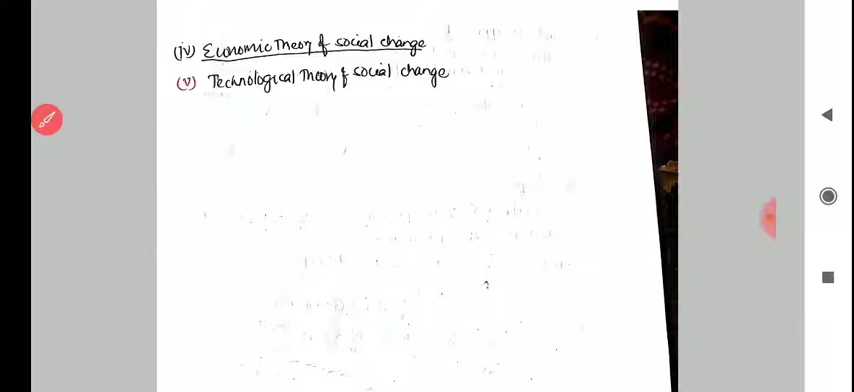 (iv) Economic Theory of social change
(v) Technological Theory of social change